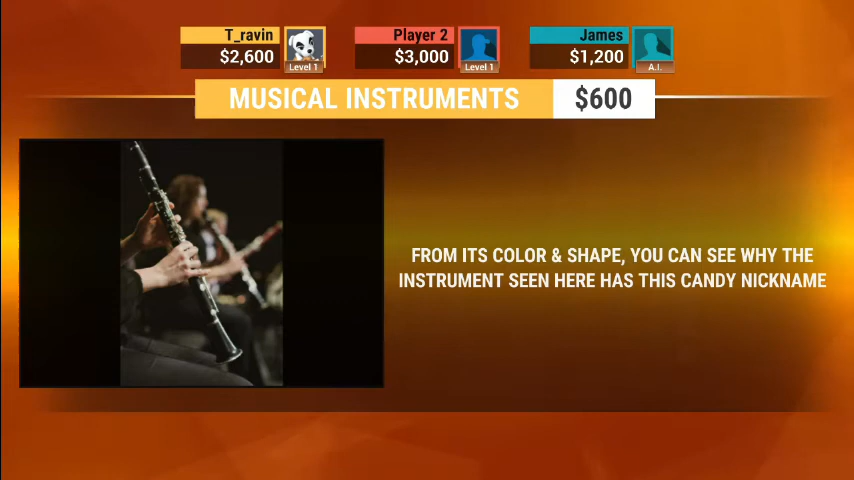 T_ravin
$2,600
Level 1
Player 2
$3,000
Level 1
James
$1,200
A.I.
MUSICAL INSTRUMENTS
$600
FROM ITS COLOR & SHAPE, YOU CAN SEE WHY THE
INSTRUMENT SEEN HERE HAS THIS CANDY NICKNAME